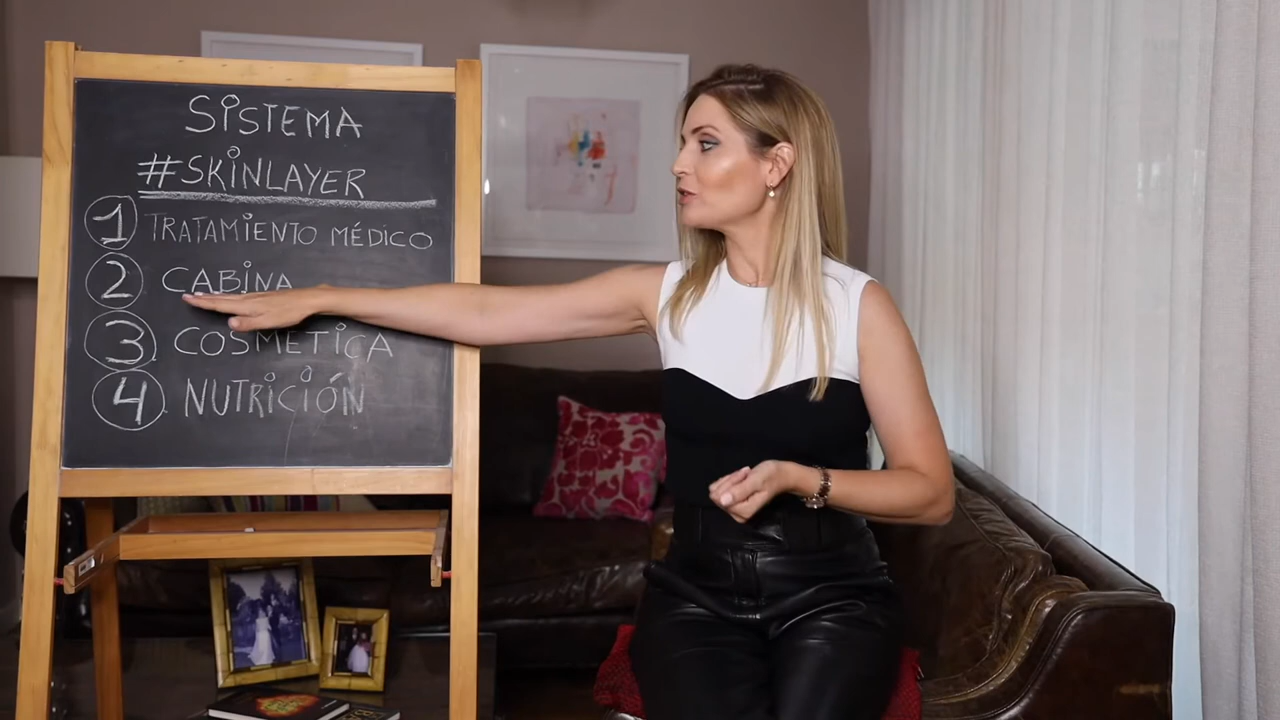 SISTEMA
#SKINLAYER
1 TRATAMIENTO MÉDICO
2 CABINA
3 COSMETICA
4 NUTRICIÓN